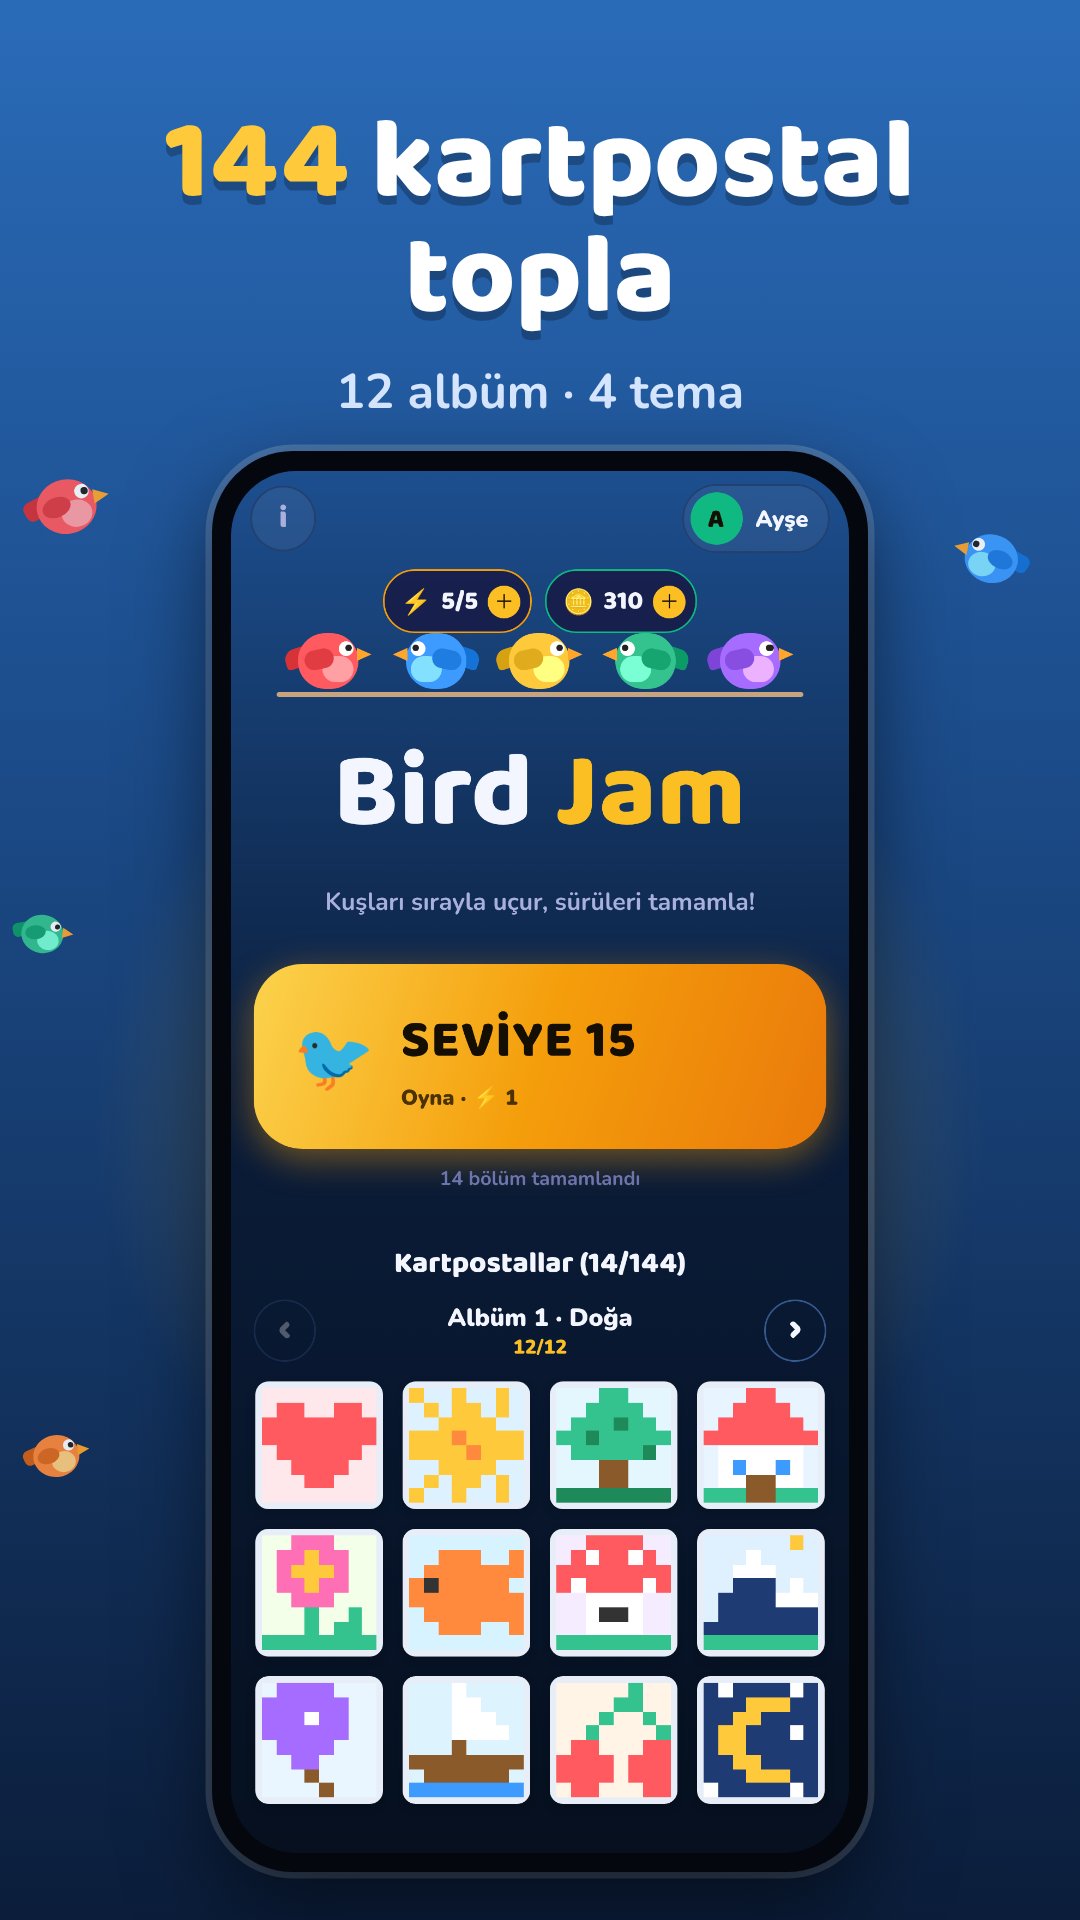 144 kartpostal
topla
12 albüm · 4 tema
i
A Ayşe
⚡ 5/5 + 🪙 310 +
Bird Jam
Kuşları sırayla uçur, sürüleri tamamla!
SEVİYE 15
Oyna · ⚡ 1
14 bölüm tamamlandı
Kartpostallar (14/144)
‹ Albüm 1 · Doğa ›
12/12